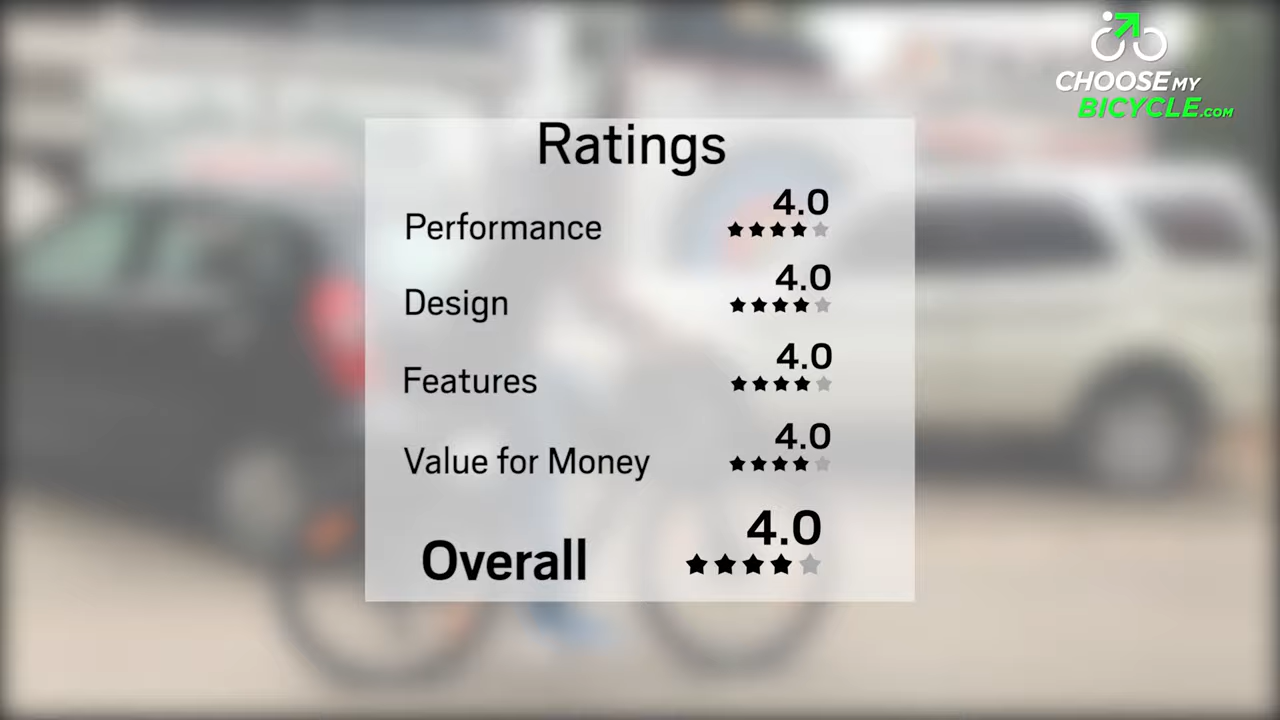 CHOOSE MY
BICYCLE.COM
Ratings
Performance 4.0
Design 4.0
Features 4.0
Value for Money 4.0
Overall 4.0